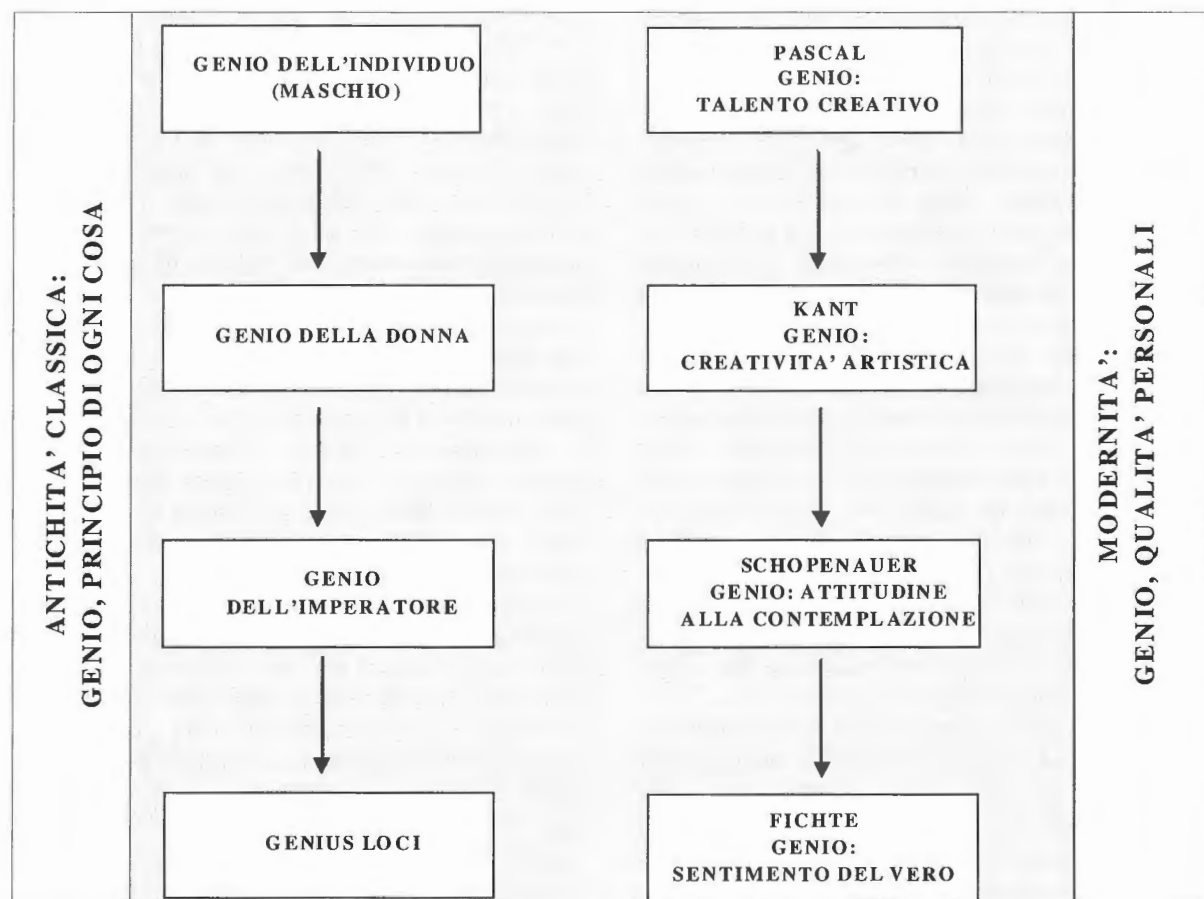 ANTICHITA' CLASSICA:
GENIO, PRINCIPIO DI OGNI COSA
GENIO DELL'INDIVIDUO
(MASCHIO)
GENIO DELLA DONNA
GENIO
DELL'IMPERATORE
GENIUS LOCI
PASCAL
GENIO:
TALENTO CREATIVO
KANT
GENIO:
CREATIVITA' ARTISTICA
SCHOPENAUER
GENIO: ATTITUDINE
ALLA CONTEMPLAZIONE
FICHTE
GENIO:
SENTIMENTO DEL VERO
MODERNITA':
GENIO, QUALITA' PERSONALI